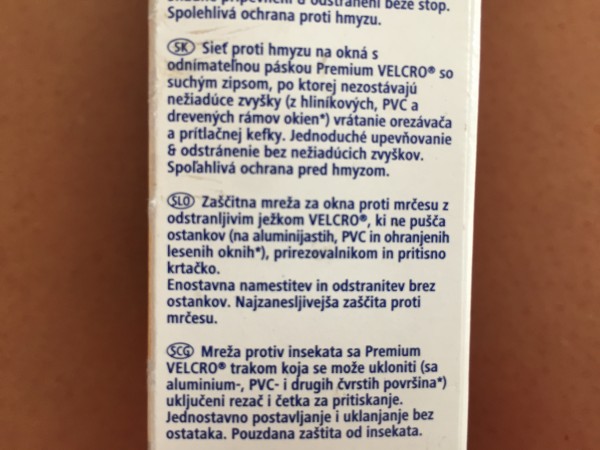 odstranění beze stop.
Spolehlivá ochrana proti hmyzu.
SK Sieť proti hmyzu na okná s
odnímateľnou páskou Premium VELCRO® so
suchým zipsom, po ktorej nezostávajú
nežiadúce zvyšky (z hliníkových, PVC a
drevených rámov okien*) vrátanie orezávača
a prítlačnej kefky. Jednoduché upevňovanie
& odstránenie bez nežiadúcich zvyškov.
Spoľahlivá ochrana pred hmyzom.
SLO Zaščitna mreža za okna proti mrčesu z
odstranljivim ježkom VELCRO®, ki ne pušča
ostankov (na aluminijastih, PVC in ohranjenih
lesenih oknih*), prirezovalnikom in pritisno
krtačko.
Enostavna namestitev in odstranitev brez
ostankov. Najzanesljivejša zaščita proti
mrčesu.
SCG Mreža protiv insekata sa Premium
VELCRO® trakom koja se može ukloniti (sa
aluminium-, PVC- i drugih čvrstih površina*)
uključeni rezač i četka za pritiskanje.
Jednostavno postavljanje i uklanjanje bez
ostataka. Pouzdana zaštita od insekata.